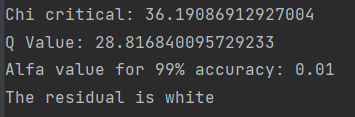 Chi critical: 36.19086912927004
Q Value: 28.816840095729233
Alfa value for 99% accuracy: 0.01
The residual is white